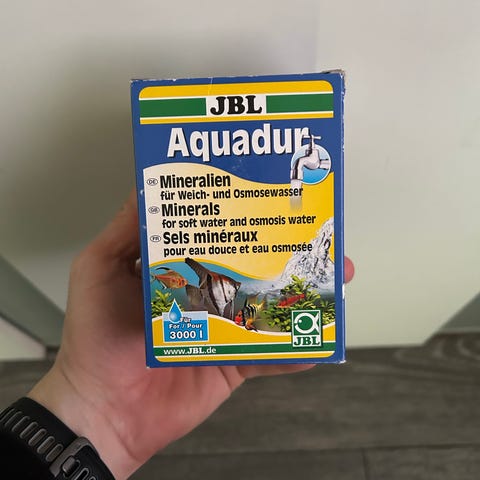 JBL
Aquadur
DE Mineralien
für Weich- und Osmosewasser
GB Minerals
for soft water and osmosis water
FR Sels minéraux
pour eau douce et eau osmosée
Für
For / Pour
3000 l
www.JBL.de
JBL